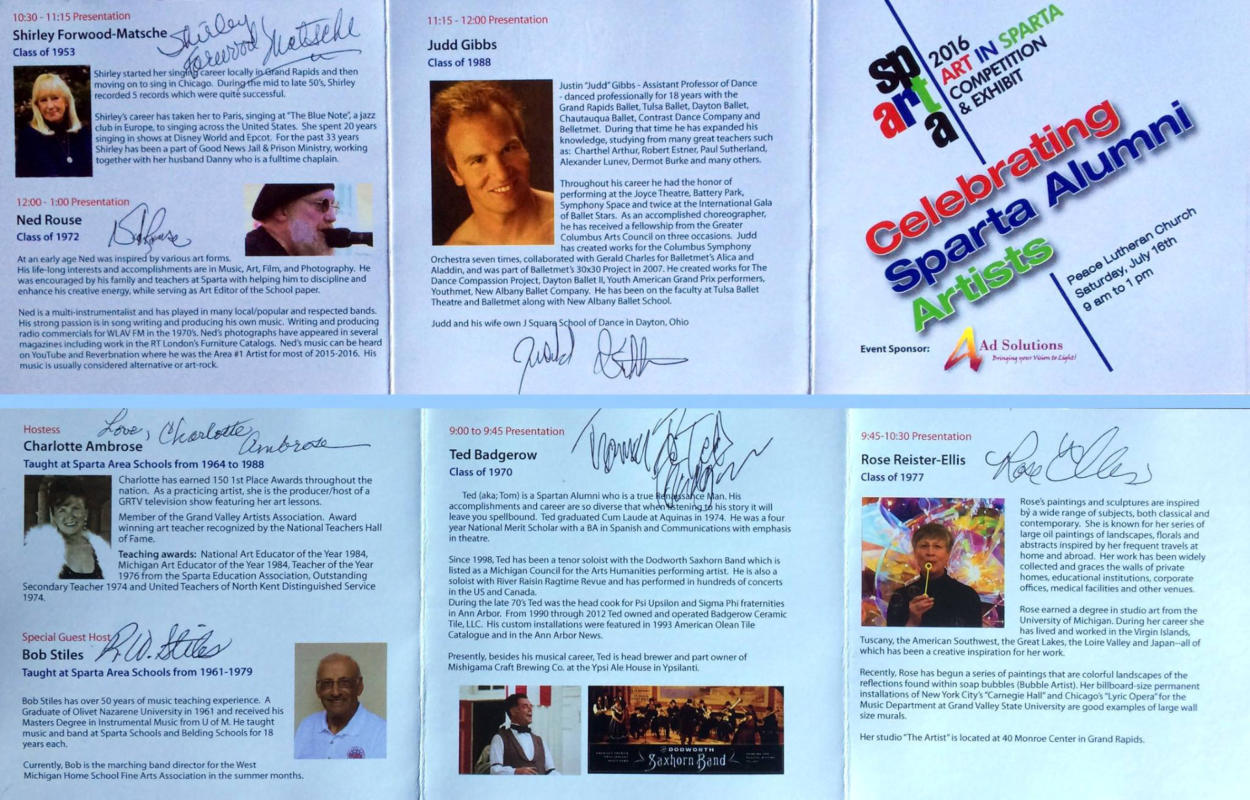 10:30 - 11:15 Presentation
Shirley Forwood-Matsche
Shirley Forwood Matsche
Class of 1953
Shirley started her singing career locally in Grand Rapids and then
moving on to sing in Chicago. During the mid to late 50's, Shirley
recorded 5 records which were quite successful.
Shirley's career has taken her to Paris, singing at "The Blue Note", a jazz
club in Europe, to singing across the United States. She spent 20 years
singing in shows at Disney World and Epcot. For the past 33 years
Shirley has been a part of Good News Jail & Prison Ministry, working
together with her husband Danny who is a fulltime chaplain.
12:00 - 1:00 Presentation
Ned Rouse
Class of 1972
At an early age Ned was inspired by various art forms.
His life-long interests and accomplishments are in Music, Art, Film, and Photography. He
was encouraged by his family and teachers at Sparta with helping him to discipline and
enhance his creative energy, while serving as Art Editor of the School paper.
Ned is a multi-instrumentalist and has played in many local/popular and respected bands.
His strong passion is in song writing and producing his own music. Writing and producing
radio commercials for WLAV FM in the 1970's. Ned's photographs have appeared in several
magazines including work in the RT London's Furniture Catalogs. Ned's music can be heard
on YouTube and Reverbnation where he was the Area #1 Artist for most of 2015-2016. His
music is usually considered alternative or art-rock.
11:15 - 12:00 Presentation
Judd Gibbs
Class of 1988
Justin "Judd" Gibbs - Assistant Professor of Dance
- danced professionally for 18 years with the
Grand Rapids Ballet, Tulsa Ballet, Dayton Ballet,
Chautauqua Ballet, Contrast Dance Company and
Belletmet. During that time he has expanded his
knowledge, studying from many great teachers such
as: Charthel Arthur, Robert Estner, Paul Sutherland,
Alexander Lunev, Dermot Burke and many others.
Throughout his career he had the honor of
performing at the Joyce Theatre, Battery Park,
Symphony Space and twice at the International Gala
of Ballet Stars. As an accomplished choreographer,
he has received a fellowship from the Greater
Columbus Arts Council on three occasions. Judd
has created works for the Columbus Symphony
Orchestra seven times, collaborated with Gerald Charles for Balletmet's Alica and
Aladdin, and was part of Balletmet's 30x30 Project in 2007. He created works for The
Dance Compassion Project, Dayton Ballet II, Youth American Grand Prix performers,
Youthmet, New Albany Ballet Company. He has been on the faculty at Tulsa Ballet
Theatre and Balletmet along with New Albany Ballet School.
Judd and his wife own J Square School of Dance in Dayton, Ohio
sp
art
a
2016
ART IN SPARTA
COMPETITION
& EXHIBIT
Celebrating
Sparta Alumni
Artists
Peace Lutheran Church
Saturday, July 16th
9 am to 1 pm
Event Sponsor:
Ad Solutions
Bringing your Vision to Light!
Hostess
Love, Charlotte Ambrose
Charlotte Ambrose
Taught at Sparta Area Schools from 1964 to 1988
Charlotte has earned 150 1st Place Awards throughout the
nation. As a practicing artist, she is the producer/host of a
GRTV television show featuring her art lessons.
Member of the Grand Valley Artists Association. Award
winning art teacher recognized by the National Teachers Hall
of Fame.
Teaching awards: National Art Educator of the Year 1984,
Michigan Art Educator of the Year 1984, Teacher of the Year
1976 from the Sparta Education Association, Outstanding
Secondary Teacher 1974 and United Teachers of North Kent Distinguished Service
1974.
Special Guest Host
R.W. Stiles
Bob Stiles
Taught at Sparta Area Schools from 1961-1979
Bob Stiles has over 50 years of music teaching experience. A
Graduate of Olivet Nazarene University in 1961 and received his
Masters Degree in Instrumental Music from U of M. He taught
music and band at Sparta Schools and Belding Schools for 18
years each.
Currently, Bob is the marching band director for the West
Michigan Home School Fine Arts Association in the summer months.
9:00 to 9:45 Presentation
Ted Badgerow
Class of 1970
Ted (aka; Tom) is a Spartan Alumni who is a true Renaissance Man. His
accomplishments and career are so diverse that when listening to his story it will
leave you spellbound. Ted graduated Cum Laude at Aquinas in 1974. He was a four
year National Merit Scholar with a BA in Spanish and Communications with emphasis
in theatre.
Since 1998, Ted has been a tenor soloist with the Dodworth Saxhorn Band which is
listed as a Michigan Council for the Arts Humanities performing artist. He is also a
soloist with River Raisin Ragtime Revue and has performed in hundreds of concerts
in the US and Canada.
During the late 70's Ted was the head cook for Psi Upsilon and Sigma Phi fraternities
in Ann Arbor. From 1990 through 2012 Ted owned and operated Badgerow Ceramic
Tile, LLC. His custom installations were featured in 1993 American Olean Tile
Catalogue and in the Ann Arbor News.
Presently, besides his musical career, Ted is head brewer and part owner of
Mishigama Craft Brewing Co. at the Ypsi Ale House in Ypsilanti.
DODWORTH
Saxhorn Band
9:45-10:30 Presentation
Rose Reister-Ellis
Rose Ellis
Class of 1977
Rose's paintings and sculptures are inspired
by a wide range of subjects, both classical and
contemporary. She is known for her series of
large oil paintings of landscapes, florals and
abstracts inspired by her frequent travels at
home and abroad. Her work has been widely
collected and graces the walls of private
homes, educational institutions, corporate
offices, medical facilities and other venues.
Rose earned a degree in studio art from the
University of Michigan. During her career she
has lived and worked in the Virgin Islands,
Tuscany, the American Southwest, the Great Lakes, the Loire Valley and Japan--all of
which has been a creative inspiration for her work.
Recently, Rose has begun a series of paintings that are colorful landscapes of the
reflections found within soap bubbles (Bubble Artist). Her billboard-size permanent
installations of New York City's "Carnegie Hall" and Chicago's "Lyric Opera" for the
Music Department at Grand Valley State University are good examples of large wall
size murals.
Her studio "The Artist" is located at 40 Monroe Center in Grand Rapids.